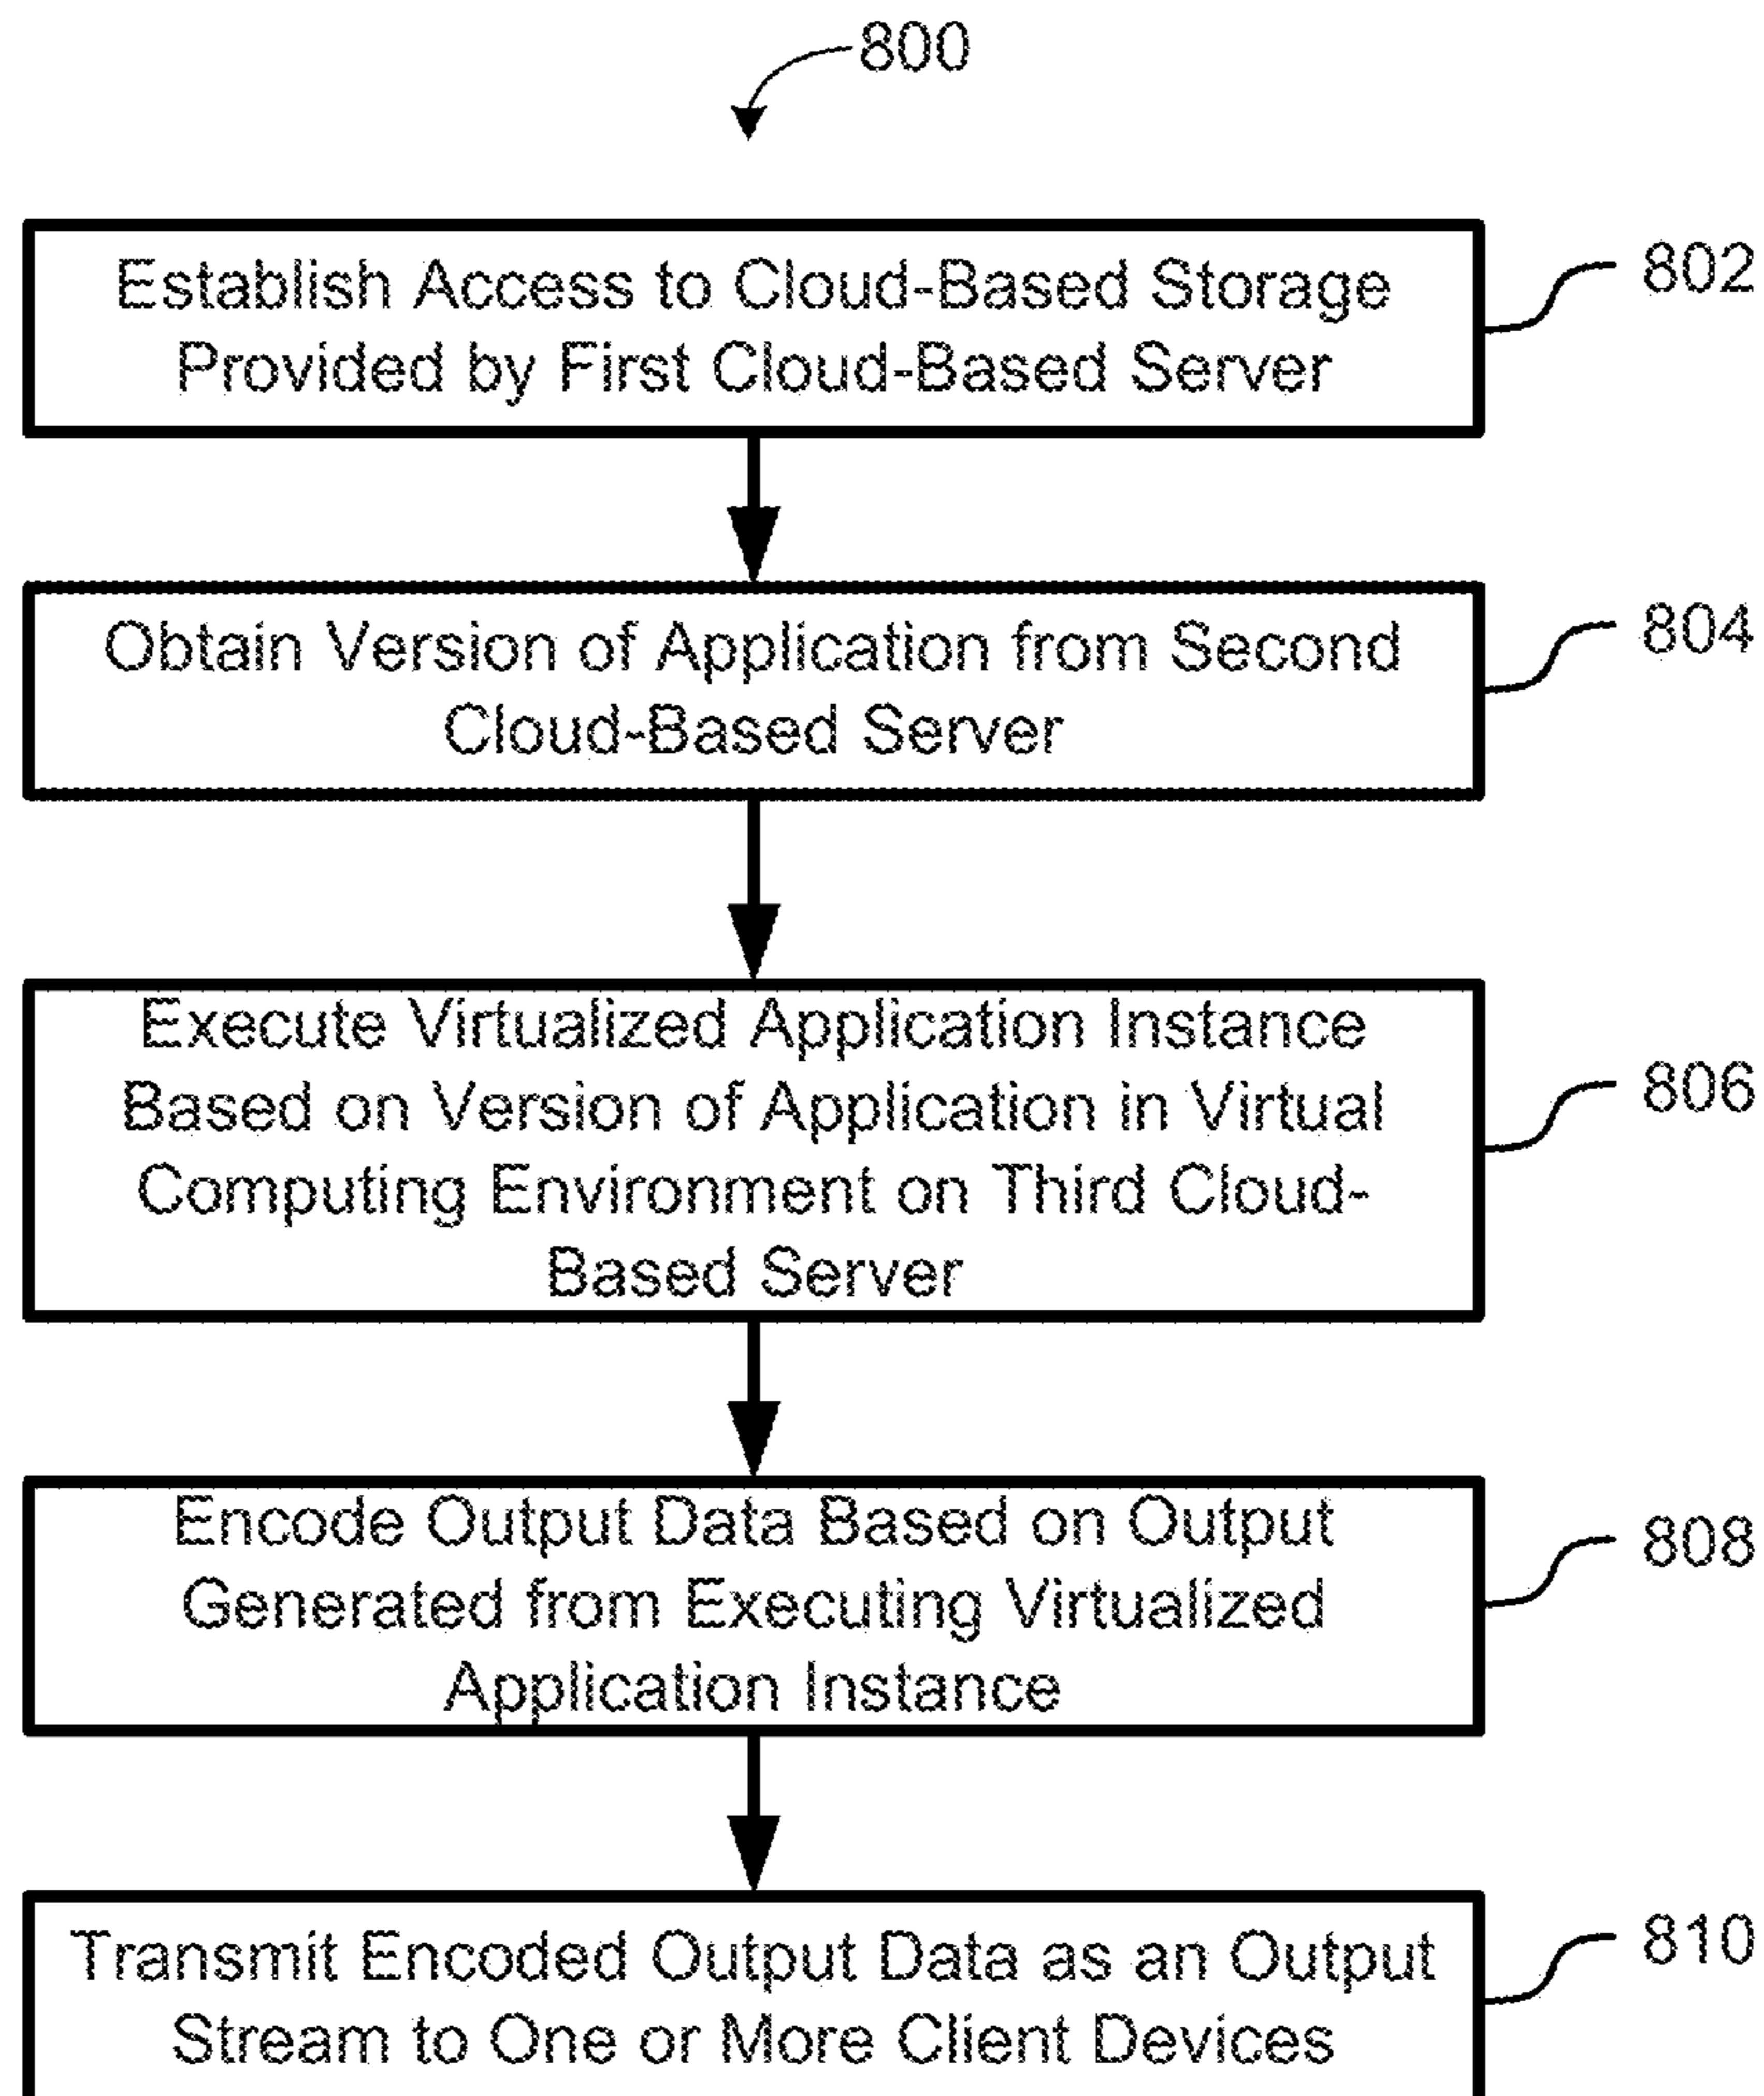 800
Establish Access to Cloud-Based Storage
Provided by First Cloud-Based Server
802
Obtain Version of Application from Second
Cloud-Based Server
804
Execute Virtualized Application Instance
Based on Version of Application in Virtual
Computing Environment on Third Cloud-
Based Server
806
Encode Output Data Based on Output
Generated from Executing Virtualized
Application Instance
808
Transmit Encoded Output Data as an Output
Stream to One or More Client Devices
810